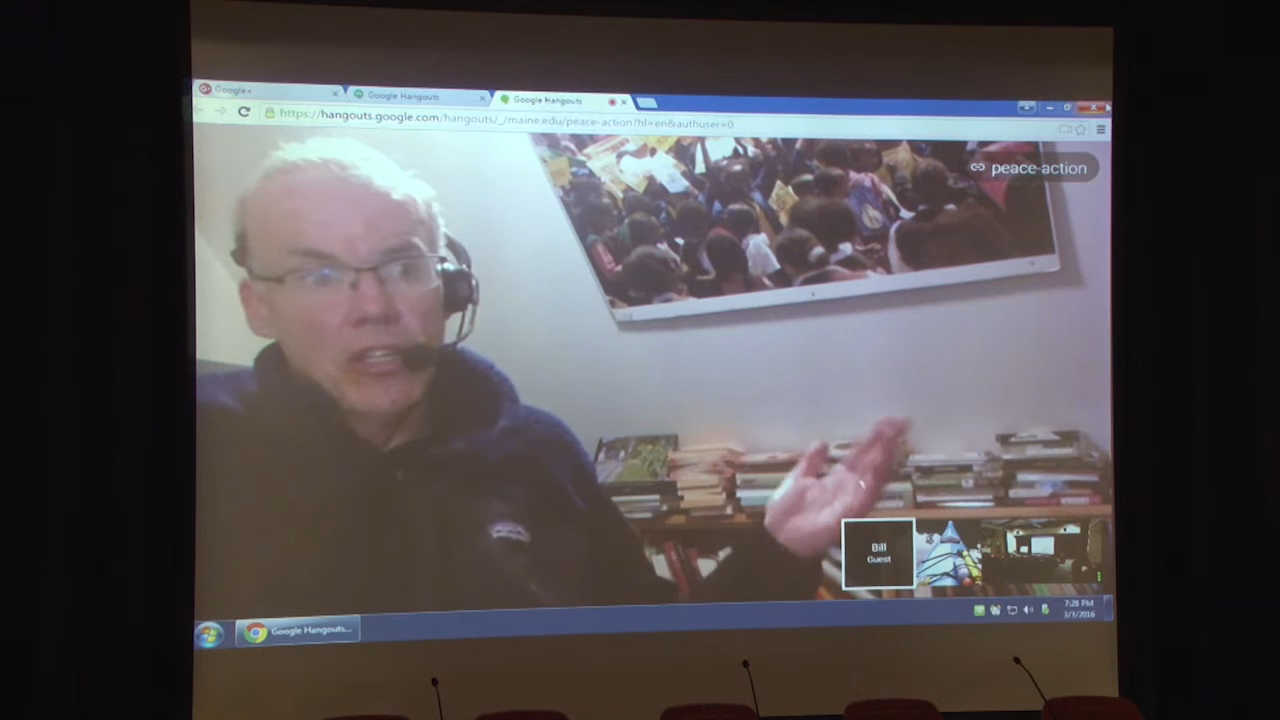 Google+
Google Hangouts
Google Hangouts
https://hangouts.google.com/hangouts/_/maine.edu/peace-action?hl=en&authuser=0
peace-action
Bill
Guest
Google Hangouts...
7:28 PM
3/3/2016